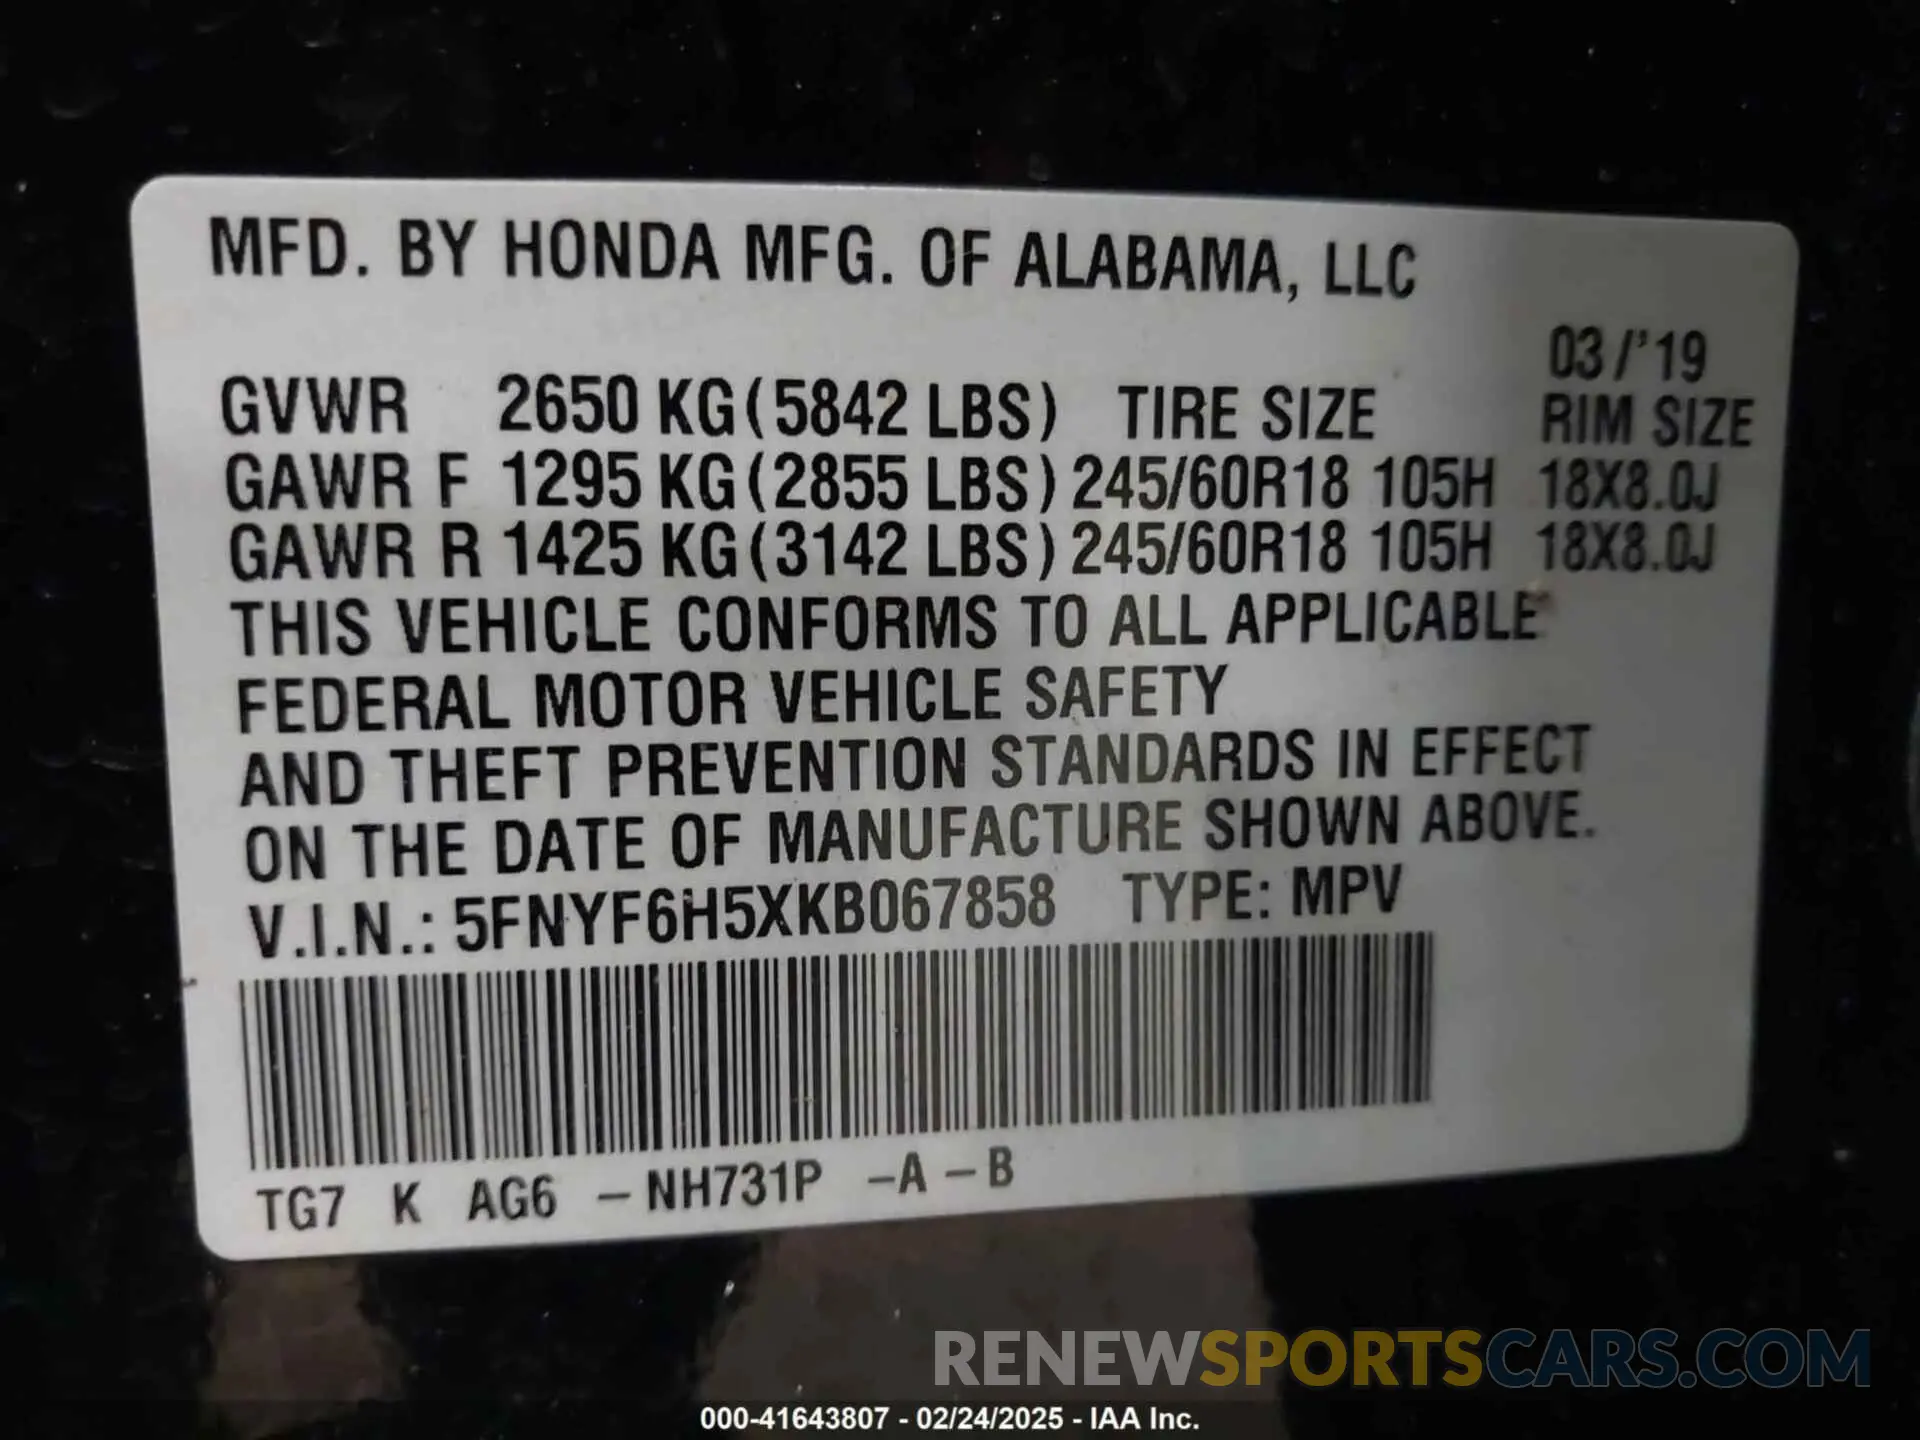 MFD. BY HONDA MFG. OF ALABAMA, LLC
03/'19
GVWR 2650 KG(5842 LBS) TIRE SIZE RIM SIZE
GAWR F 1295 KG(2855 LBS) 245/60R18 105H 18X8.0J
GAWR R 1425 KG(3142 LBS) 245/60R18 105H 18X8.0J
THIS VEHICLE CONFORMS TO ALL APPLICABLE
FEDERAL MOTOR VEHICLE SAFETY
AND THEFT PREVENTION STANDARDS IN EFFECT
ON THE DATE OF MANUFACTURE SHOWN ABOVE.
V.I.N.: 5FNYF6H5XKB067858 TYPE: MPV
TG7 K AG6 –NH731P –A–B
RENEWSPORTSCARS.COM
000-41643807 - 02/24/2025 - IAA Inc.